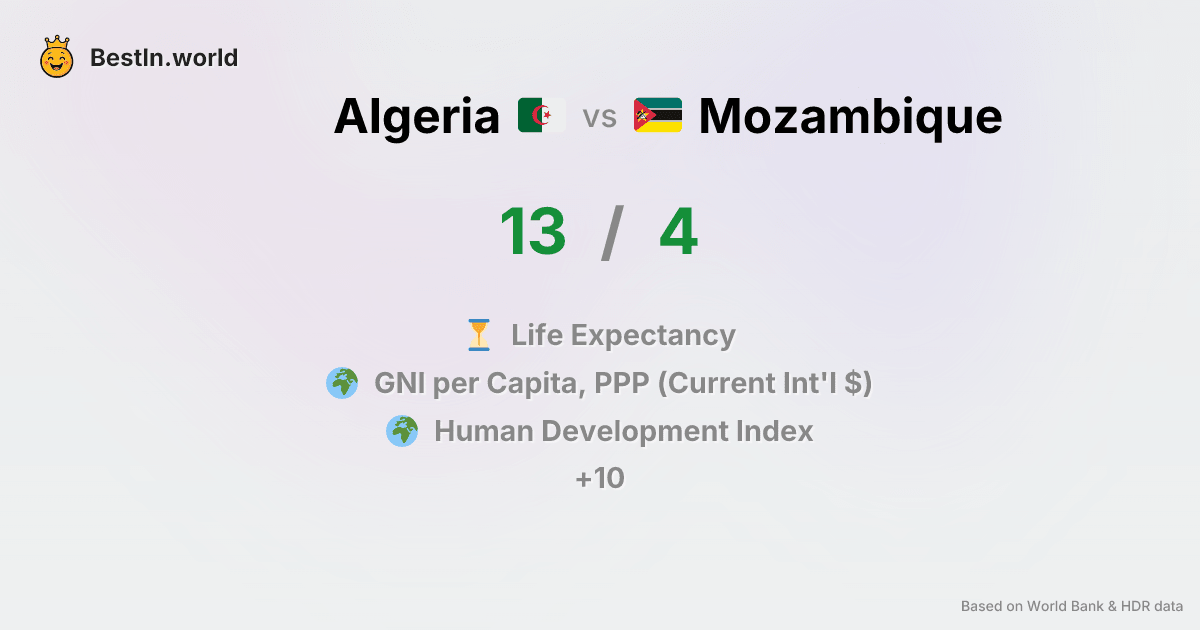 BestIn.world
Algeria vs Mozambique
13 / 4
Life Expectancy
GNI per Capita, PPP (Current Int'l $)
Human Development Index
+10
Based on World Bank & HDR data